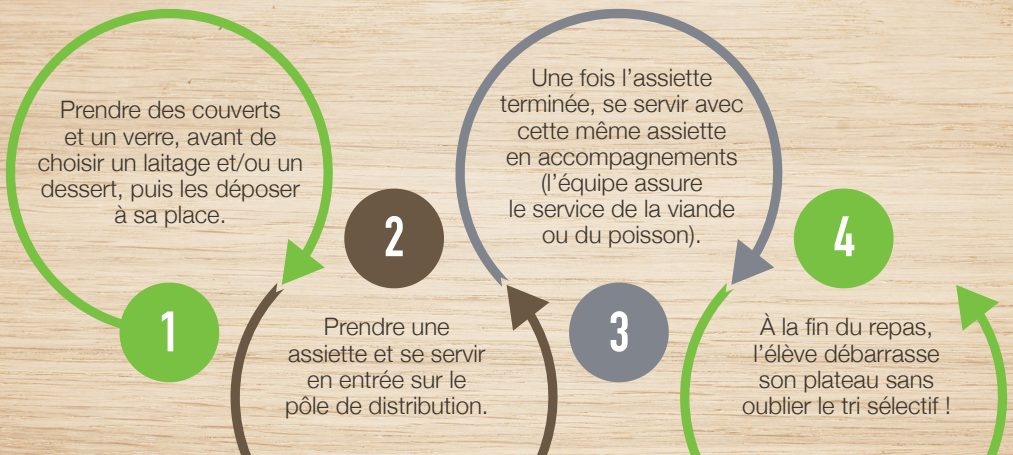 Prendre des couverts
et un verre, avant de
choisir un laitage et/ou un
dessert, puis les déposer
à sa place.
1
2
Prendre une
assiette et se servir
en entrée sur le
pôle de distribution.
Une fois l’assiette
terminée, se servir avec
cette même assiette
en accompagnements
(l’équipe assure
le service de la viande
ou du poisson).
3
4
À la fin du repas,
l’élève débarrasse
son plateau sans
oublier le tri sélectif !